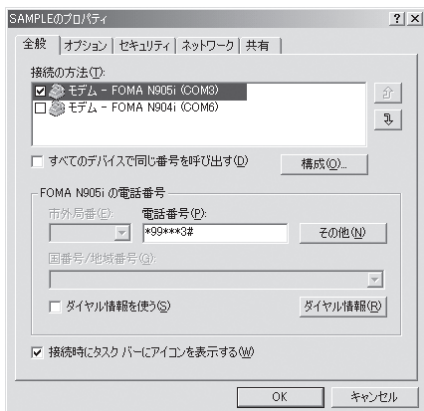 SAMPLEのプロパティ
全般 オプション セキュリティ ネットワーク 共有
接続の方法(T):
モデム - FOMA N905i (COM3)
モデム - FOMA N904i (COM6)
すべてのデバイスで同じ番号を呼び出す(D)
構成(O)...
FOMA N905i の電話番号
市外局番(E):
電話番号(P):
*99***3#
その他(N)
国番号/地域番号(G):
ダイヤル情報を使う(S)
ダイヤル情報(R)
接続時にタスク バーにアイコンを表示する(W)
OK
キャンセル